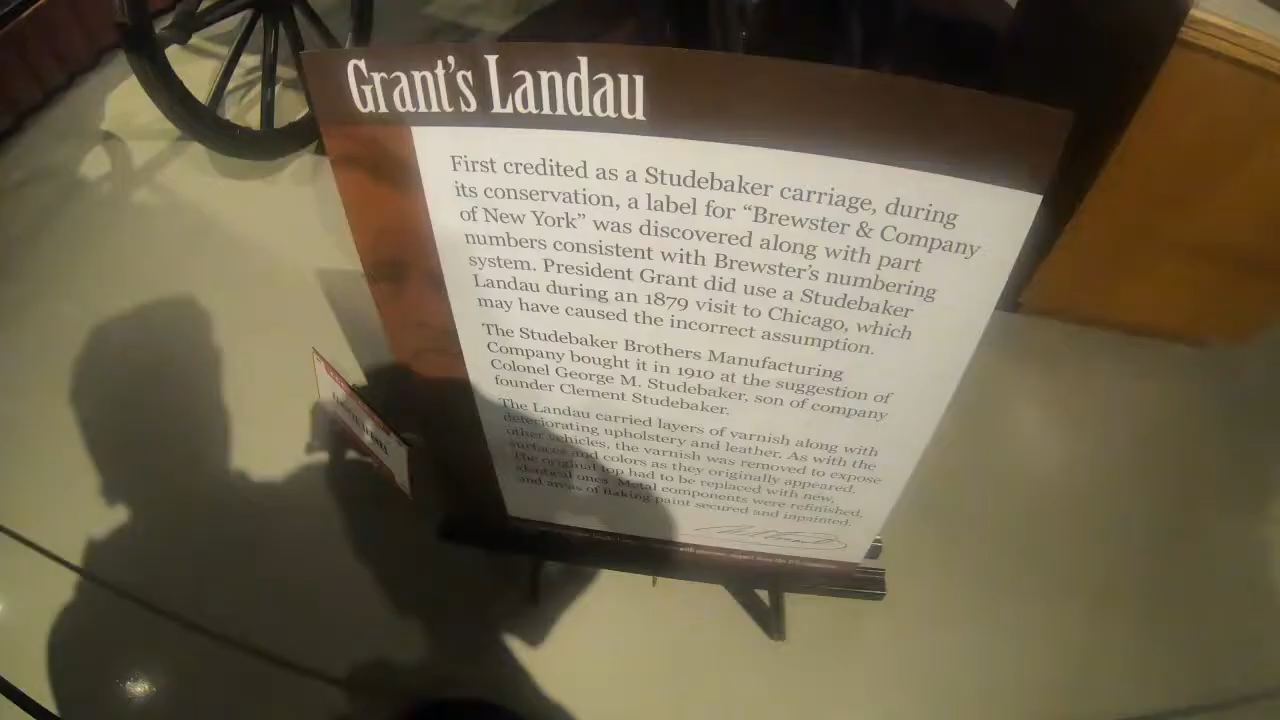 Grant's Landau
First credited as a Studebaker carriage, during
its conservation, a label for “Brewster & Company
of New York” was discovered along with part
numbers consistent with Brewster's numbering
system. President Grant did use a Studebaker
Landau during an 1879 visit to Chicago, which
may have caused the incorrect assumption.
The Studebaker Brothers Manufacturing
Company bought it in 1910 at the suggestion of
Colonel George M. Studebaker, son of company
founder Clement Studebaker.
The Landau carried layers of varnish along with
deteriorating upholstery and leather. As with the
other vehicles, the varnish was removed to expose
surfaces and colors as they originally appeared.
The original top had to be replaced with new,
identical ones. Metal components were refinished,
and areas of flaking paint secured and inpainted.